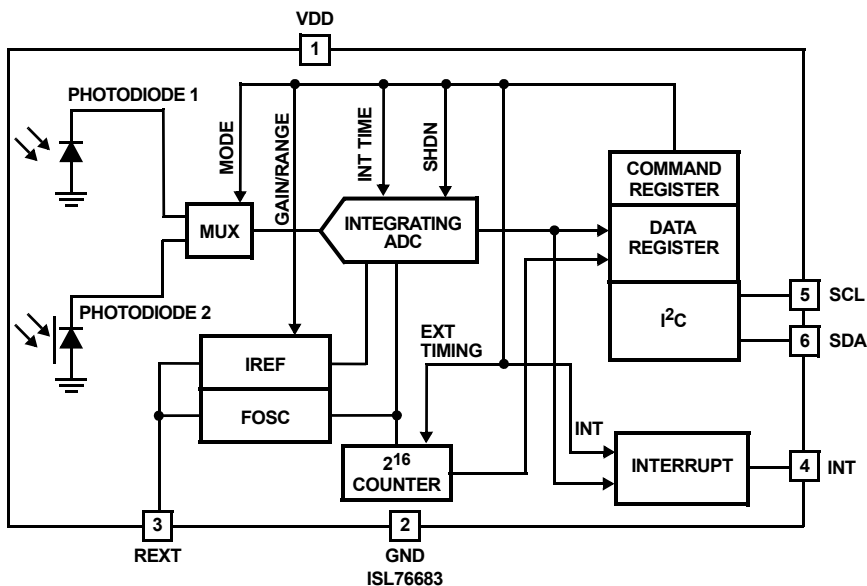 VDD
1
PHOTODIODE 1
MODE
GAIN/RANGE
INT TIME
SHDN
COMMAND
REGISTER
MUX
INTEGRATING
ADC
DATA
REGISTER
PHOTODIODE 2
I2C
5
SCL
6
SDA
EXT
TIMING
IREF
FOSC
INT
216
COUNTER
INTERRUPT
4
INT
3
REXT
2
GND
ISL76683